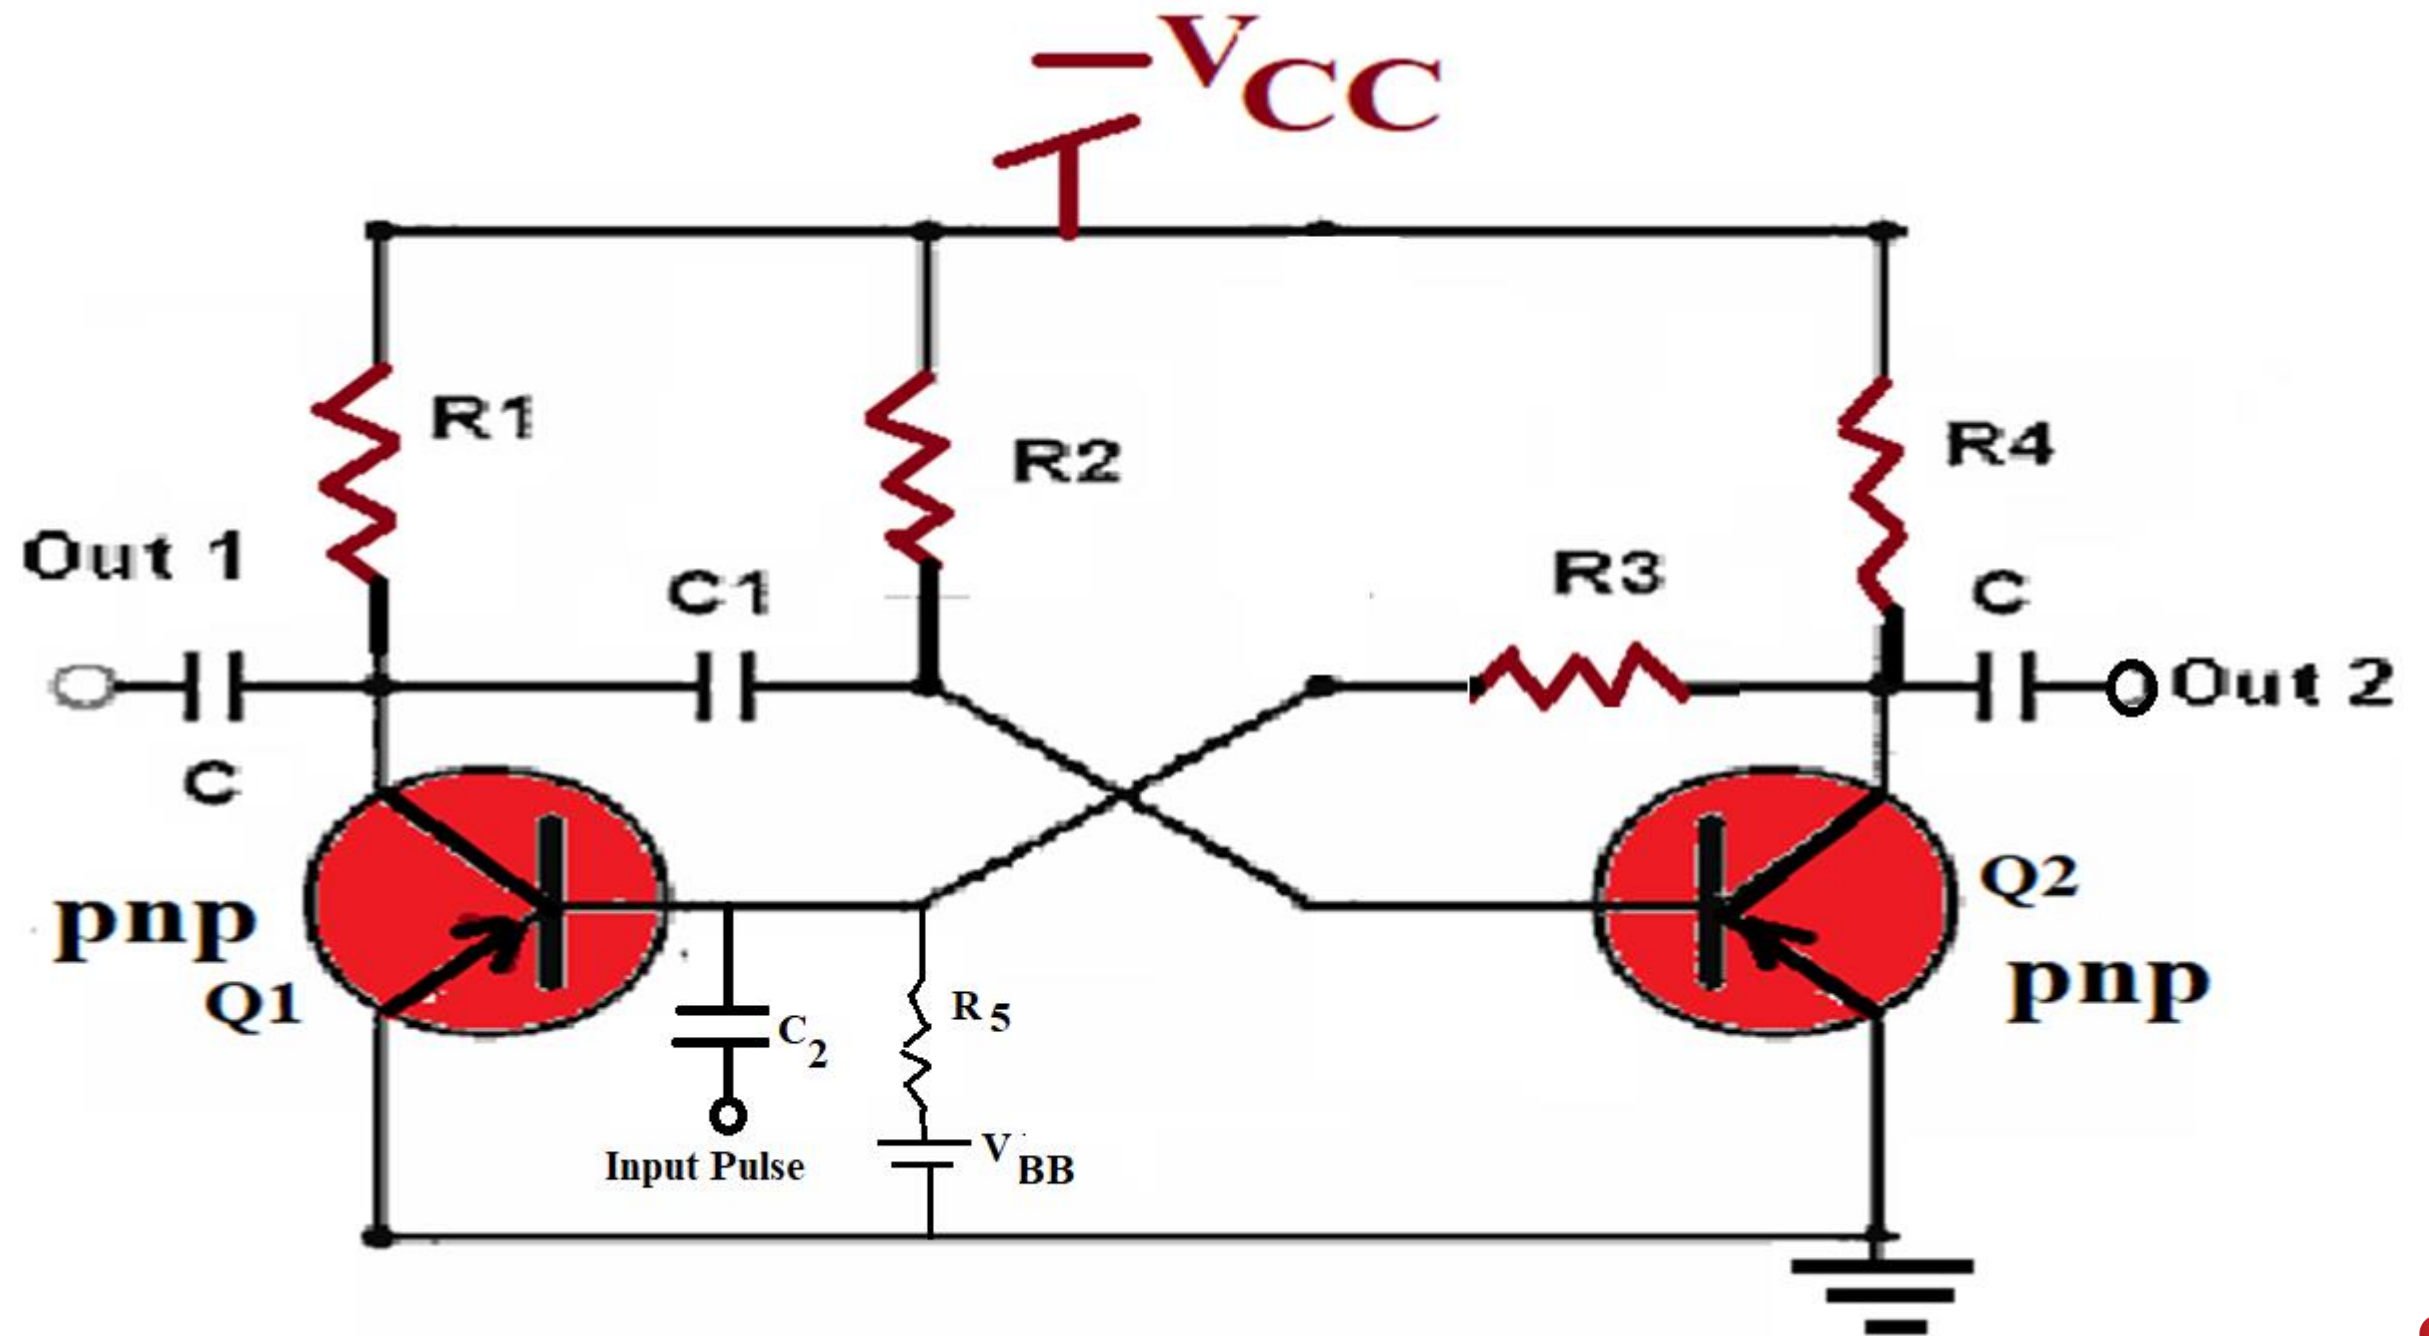 −VCC
R1
R2
R4
Out 1
C1
R3
C
Out 2
C
Q2
pnp
Q1
R5
pnp
C2
Input Pulse
VBB